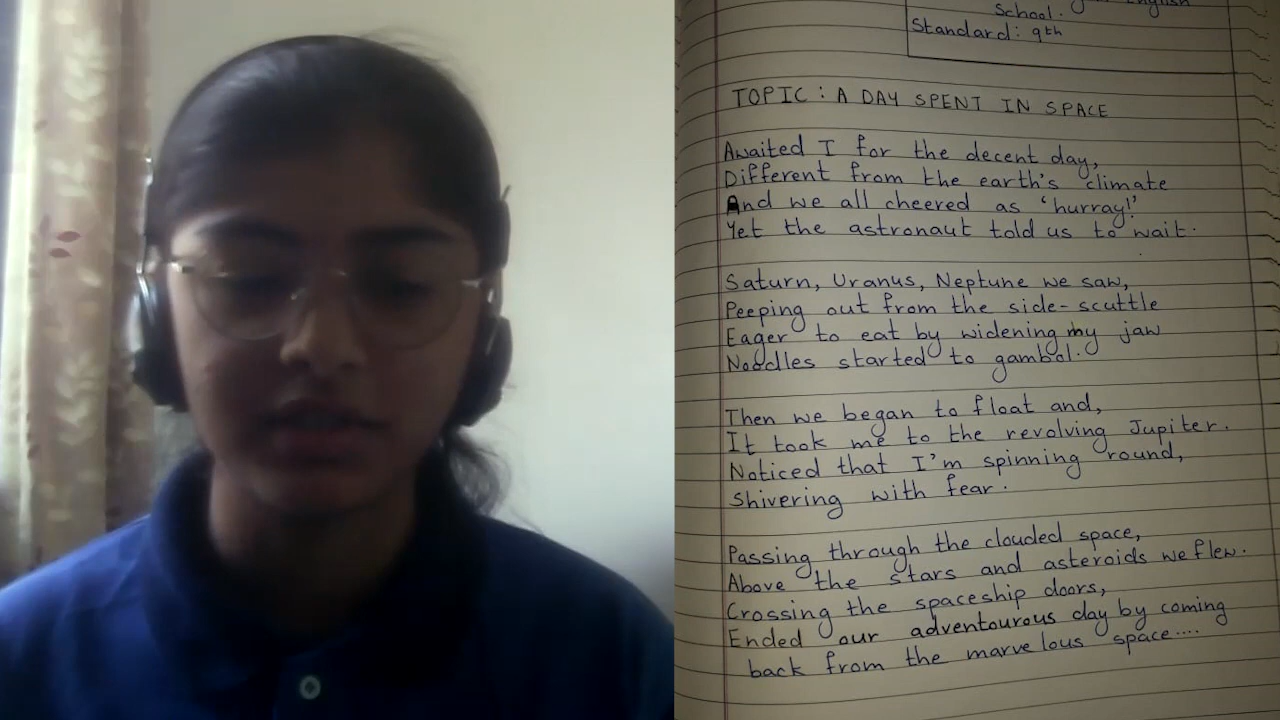 English
School.
Standard: 9th
TOPIC: A DAY SPENT IN SPACE
Awaited I for the decent day,
Different from the earth's climate
And we all cheered as 'hurray!'
Yet the astronaut told us to wait.
Saturn, Uranus, Neptune we saw,
Peeping out from the side-scuttle
Eager to eat by widening my jaw
Noodles started to gambol.
Then we began to float and,
It took me to the revolving Jupiter.
Noticed that I'm spinning round,
Shivering with fear.
Passing through the clouded space,
Above the stars and asteroids we flew.
Crossing the spaceship doors,
Ended our adventourous day by coming
back from the marvelous space....